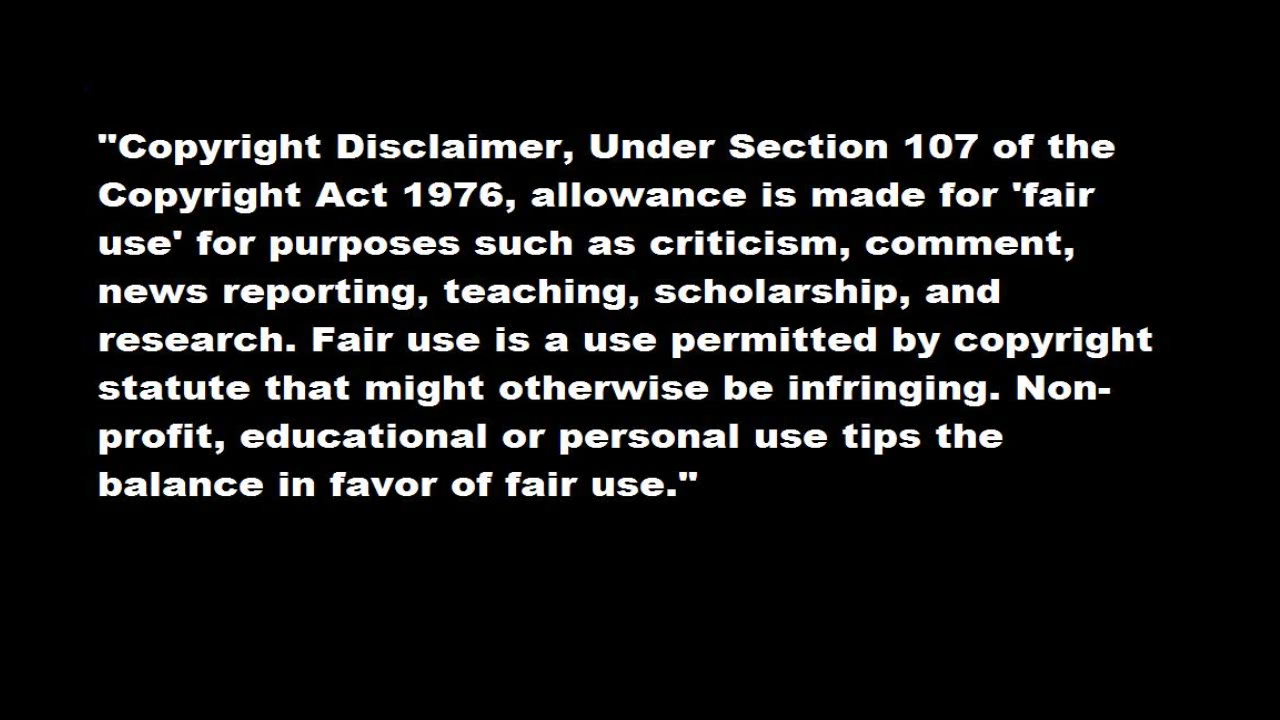 "Copyright Disclaimer, Under Section 107 of the
Copyright Act 1976, allowance is made for 'fair
use' for purposes such as criticism, comment,
news reporting, teaching, scholarship, and
research. Fair use is a use permitted by copyright
statute that might otherwise be infringing. Non-
profit, educational or personal use tips the
balance in favor of fair use."